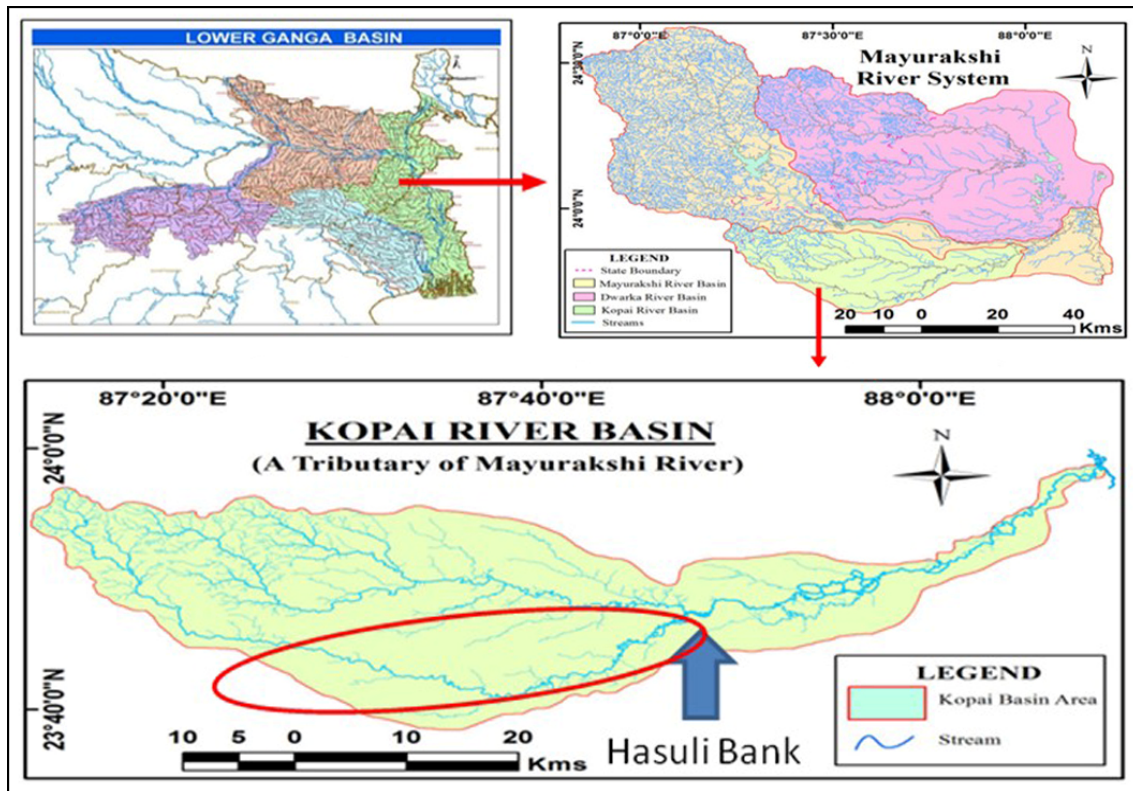 LOWER GANGA BASIN
87°0'0"E
87°30'0"E
88°0'0"E
24°30'0"N
24°0'0"N
Mayurakshi
River System
N
LEGEND
State Boundary
Mayurakshi River Basin
Dwarka River Basin
Kopai River Basin
Streams
20 10 0 20 40
Kms
87°20'0"E
87°40'0"E
88°0'0"E
24°0'0"N
23°40'0"N
KOPAI RIVER BASIN
(A Tributary of Mayurakshi River)
N
10 5 0 10 20
Kms
Hasuli Bank
LEGEND
Kopai Basin Area
Stream